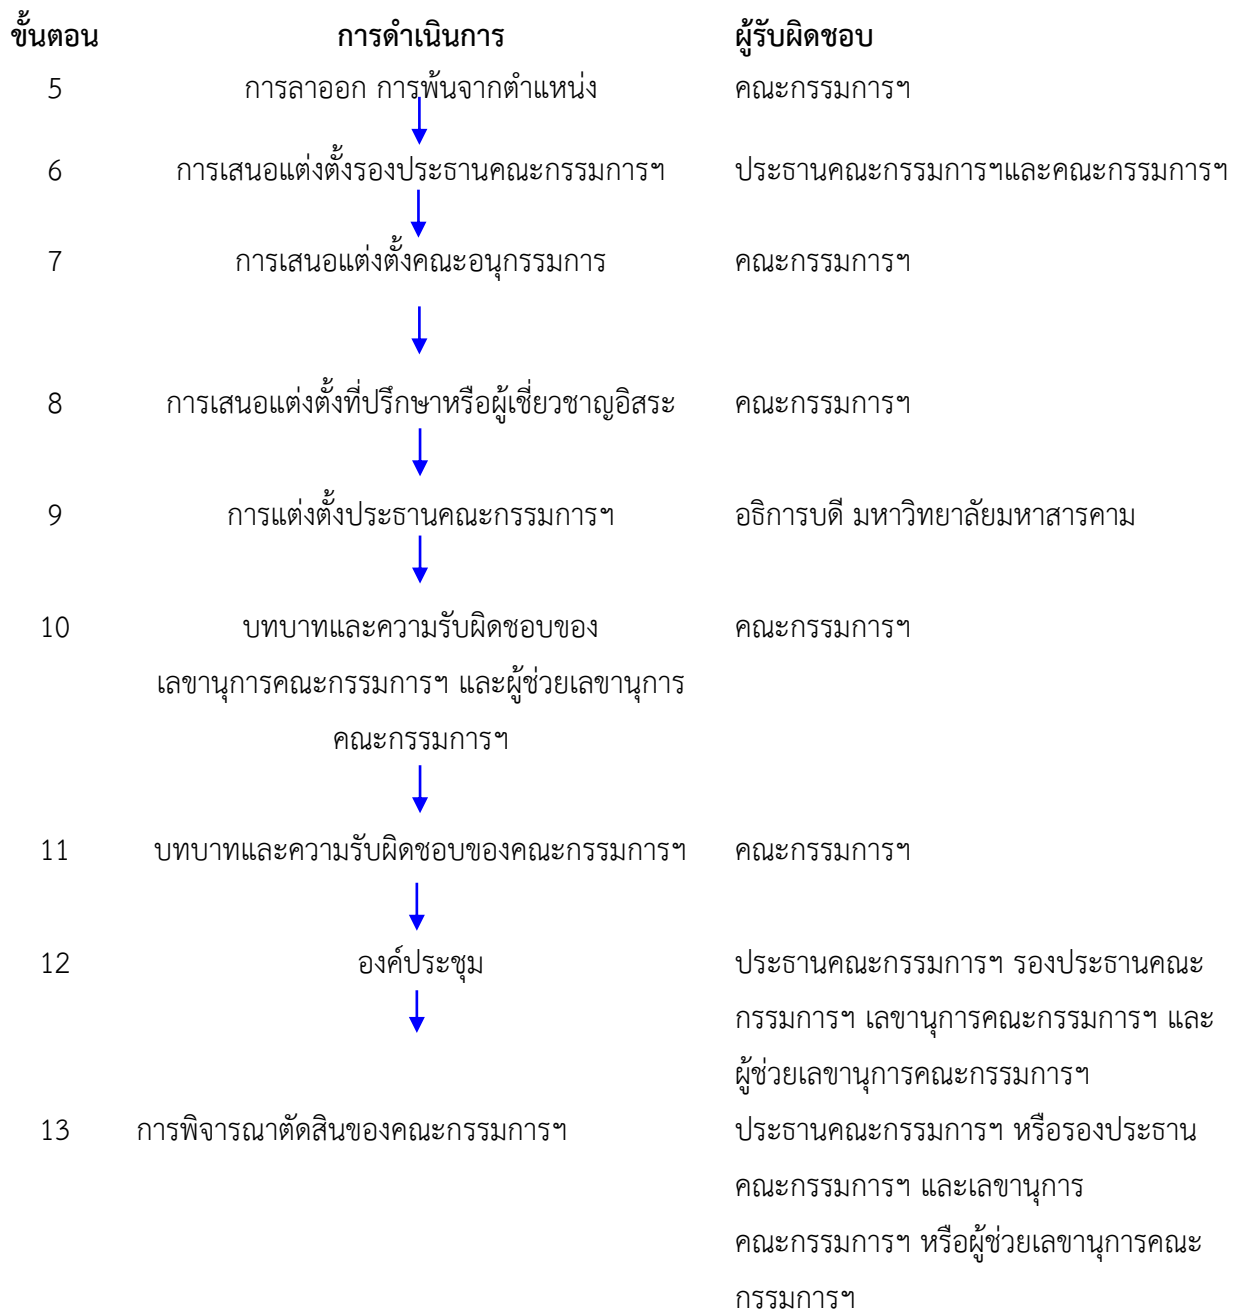 ขั้นตอน การดำเนินการ ผู้รับผิดชอบ
5 การลาออก การพ้นจากตำแหน่ง คณะกรรมการฯ
6 การเสนอแต่งตั้งรองประธานคณะกรรมการฯ ประธานคณะกรรมการฯและคณะกรรมการฯ
7 การเสนอแต่งตั้งคณะอนุกรรมการ คณะกรรมการฯ
8 การเสนอแต่งตั้งที่ปรึกษาหรือผู้เชี่ยวชาญอิสระ คณะกรรมการฯ
9 การแต่งตั้งประธานคณะกรรมการฯ อธิการบดี มหาวิทยาลัยมหาสารคาม
10 บทบาทและความรับผิดชอบของ คณะกรรมการฯ
เลขานุการคณะกรรมการฯ และผู้ช่วยเลขานุการ
คณะกรรมการฯ
11 บทบาทและความรับผิดชอบของคณะกรรมการฯ คณะกรรมการฯ
12 องค์ประชุม ประธานคณะกรรมการฯ รองประธานคณะ
กรรมการฯ เลขานุการคณะกรรมการฯ และ
ผู้ช่วยเลขานุการคณะกรรมการฯ
13 การพิจารณาตัดสินของคณะกรรมการฯ ประธานคณะกรรมการฯ หรือรองประธาน
คณะกรรมการฯ และเลขานุการ
คณะกรรมการฯ หรือผู้ช่วยเลขานุการคณะ
กรรมการฯ